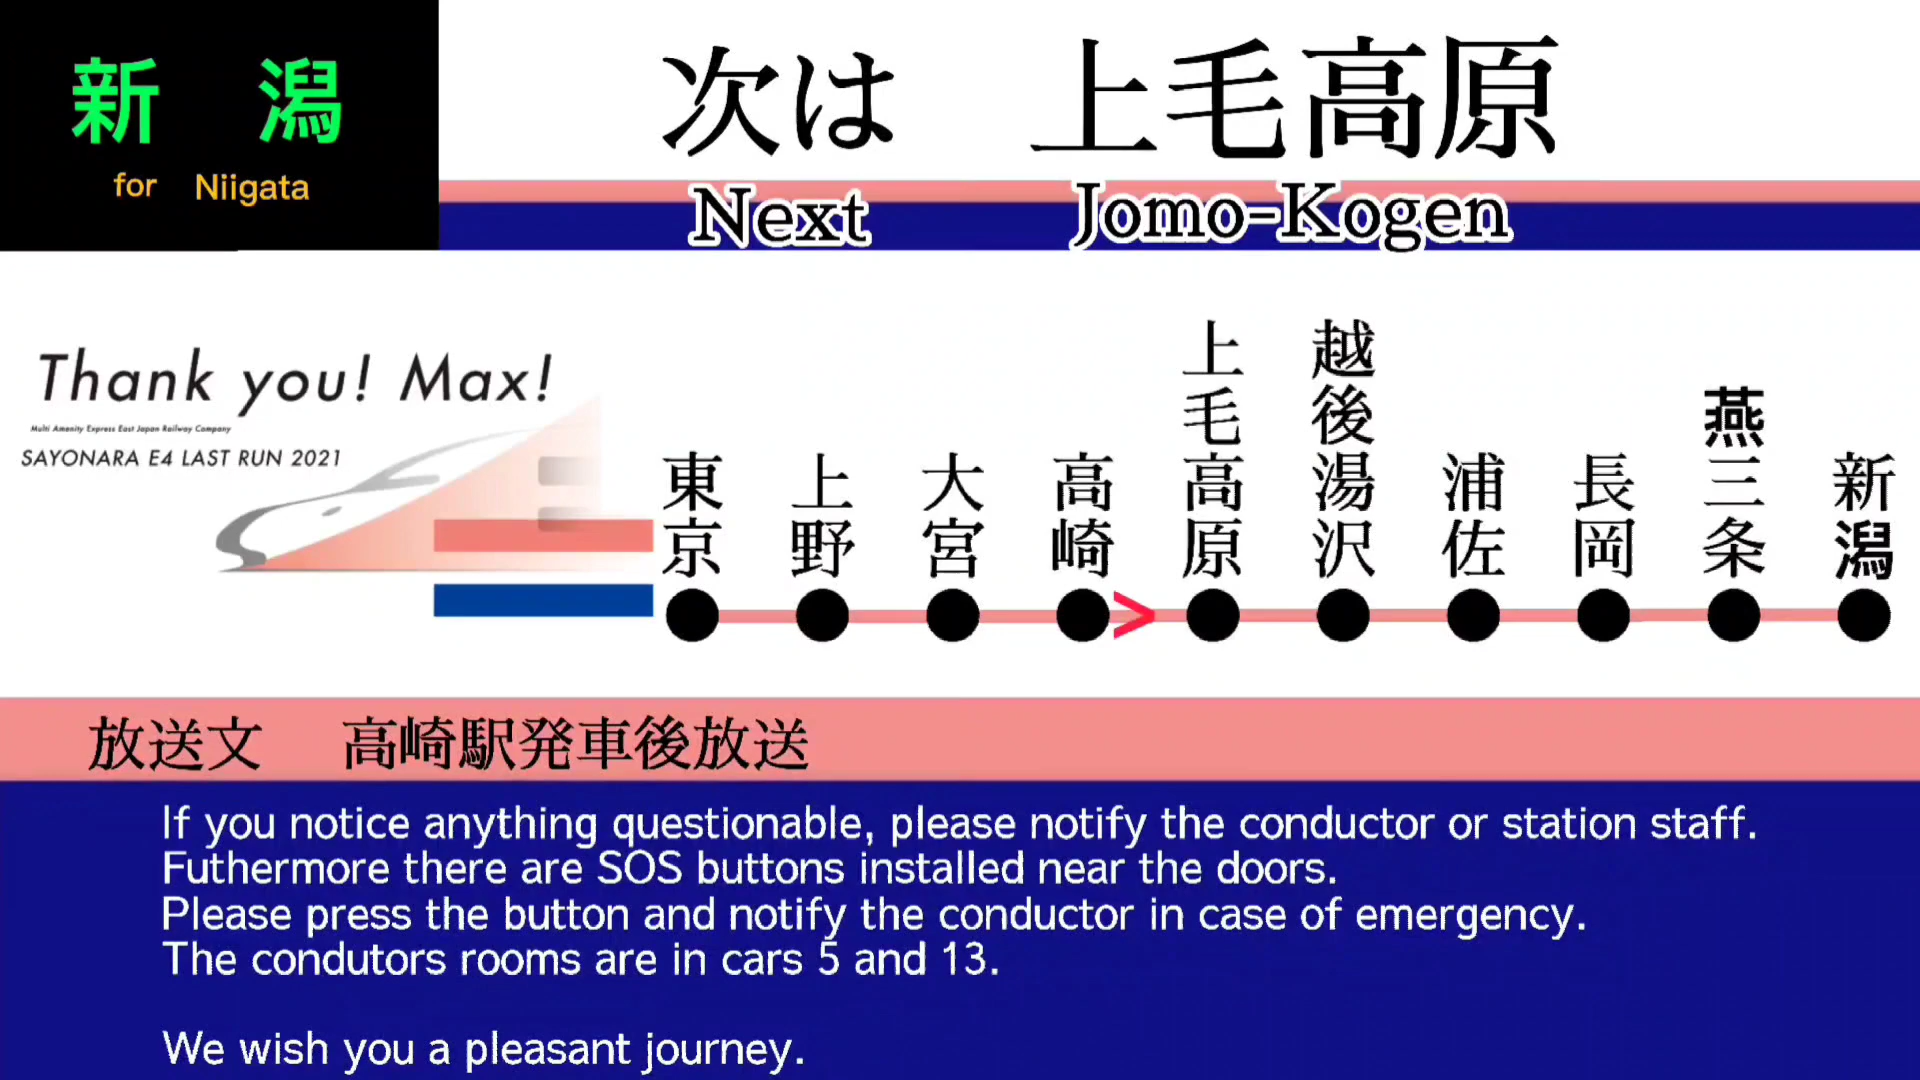 新 潟
for Niigata
次は 上毛高原
Next Jomo-Kogen
Thank you! Max!
Multi Amenity Express East Japan Railway Company
SAYONARA E4 LAST RUN 2021
東京
上野
大宮
高崎
上毛高原
越後湯沢
浦佐
長岡
燕三条
新潟
>
放送文 高崎駅発車後放送
If you notice anything questionable, please notify the conductor or station staff.
Futhermore there are SOS buttons installed near the doors.
Please press the button and notify the conductor in case of emergency.
The condutors rooms are in cars 5 and 13.
We wish you a pleasant journey.